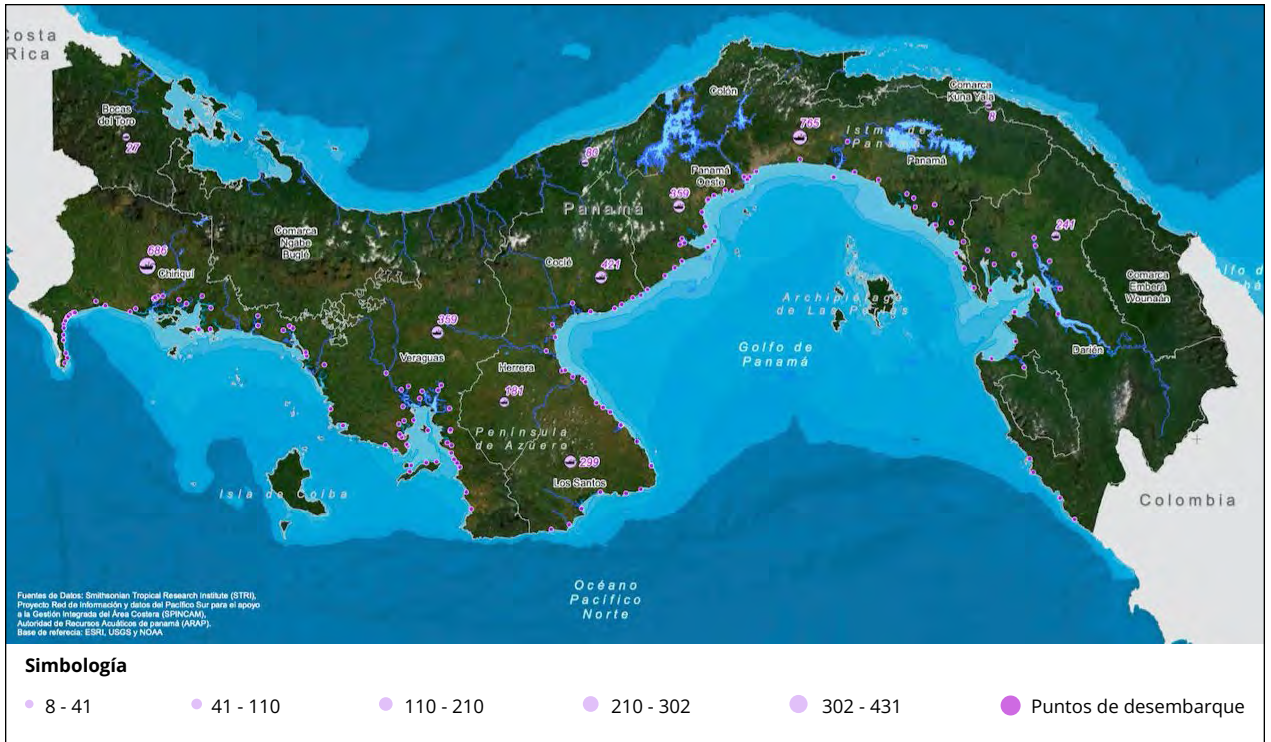 Costa
Rica
Bocas
del Toro
27
Colón
Comarca
Kuna Yala
8
765
Istmo de
Panamá
Panamá
80
Panamá
Oeste
359
Panamá
241
Comarca
Ngäbe
Buglé
686
Chiriquí
Coclé
421
Comarca
Emberá
Wounaán
Archipiélago
de Las Perlas
359
Veraguas
Golfo de
Panamá
Darién
Herrera
181
Península
de Azuero
299
Los Santos
Isla de Coiba
Colombia
Océano
Pacífico
Norte
Fuentes de Datos: Smithsonian Tropical Research Institute (STRI),
Proyecto Red de Información y datos del Pacífico Sur para el apoyo
a la Gestión Integrada del Área Costera (SPINCAM),
Autoridad de Recursos Acuáticos de panamá (ARAP),
Base de referecia: ESRI, USGS y NOAA
Simbología
8 - 41
41 - 110
110 - 210
210 - 302
302 - 431
Puntos de desembarque